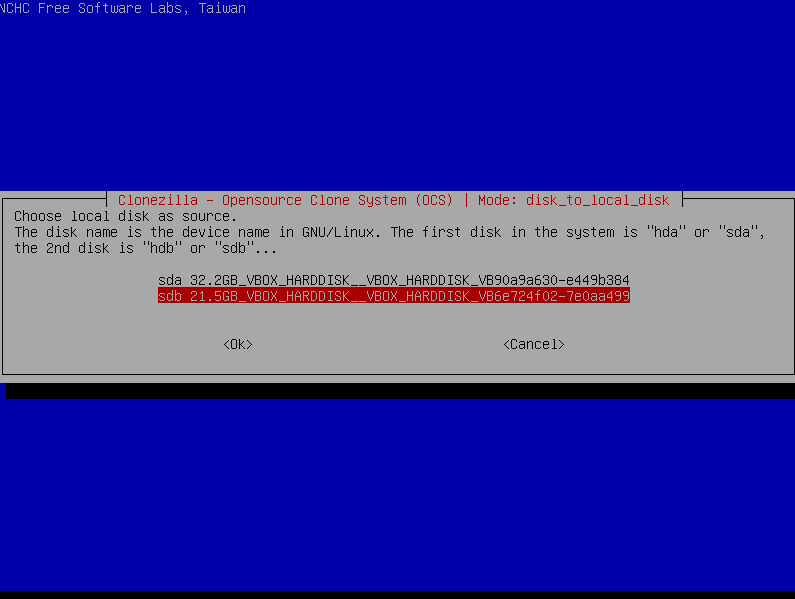 NCHC Free Software Labs, Taiwan
Clonezilla - Opensource Clone System (OCS) | Mode: disk_to_local_disk
Choose local disk as source.
The disk name is the device name in GNU/Linux. The first disk in the system is "hda" or "sda",
the 2nd disk is "hdb" or "sdb"...
sda 32.2GB_VBOX_HARDDISK__VBOX_HARDDISK_VB90a9a630-e449b384
sdb 21.5GB_VBOX_HARDDISK__VBOX_HARDDISK_VB6e724f02-7e0aa499
<Ok> <Cancel>